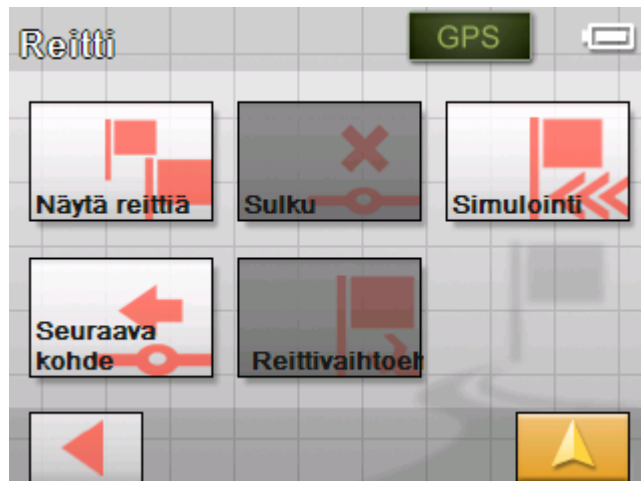 Reitti
GPS
Näytä reittiä
Sulku
Simulointi
Seuraava
kohde
Reittivaihtoeh